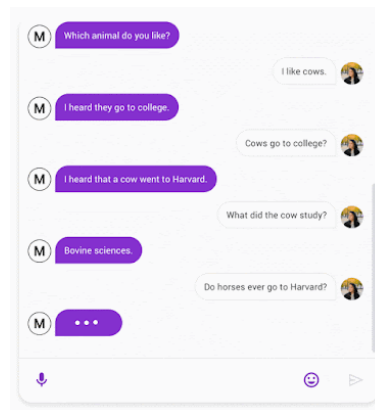 M Which animal do you like?
I like cows.
M I heard they go to college.
Cows go to college?
M I heard that a cow went to Harvard.
What did the cow study?
M Bovine sciences.
Do horses ever go to Harvard?
M